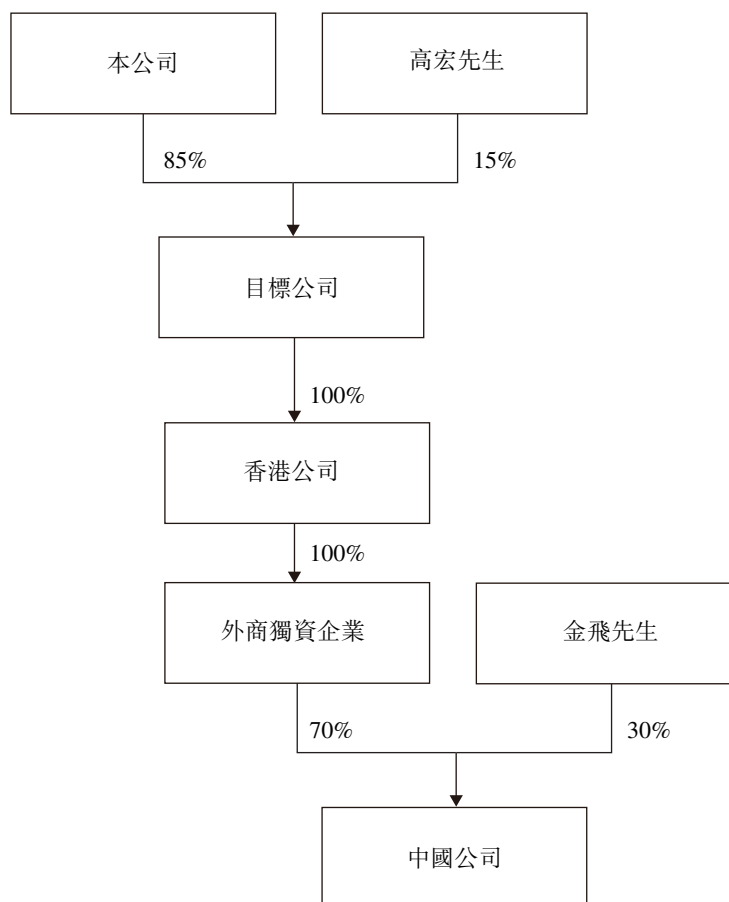 本公司
高宏先生
85%
15%
目標公司
100%
香港公司
100%
外商獨資企業
金飛先生
70%
30%
中國公司